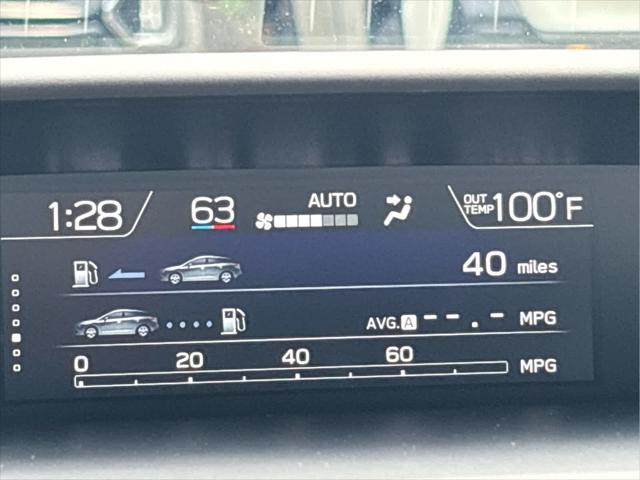 1:28 63 AUTO OUT TEMP 100°F
40 miles
AVG. A --.- MPG
0 20 40 60
MPG